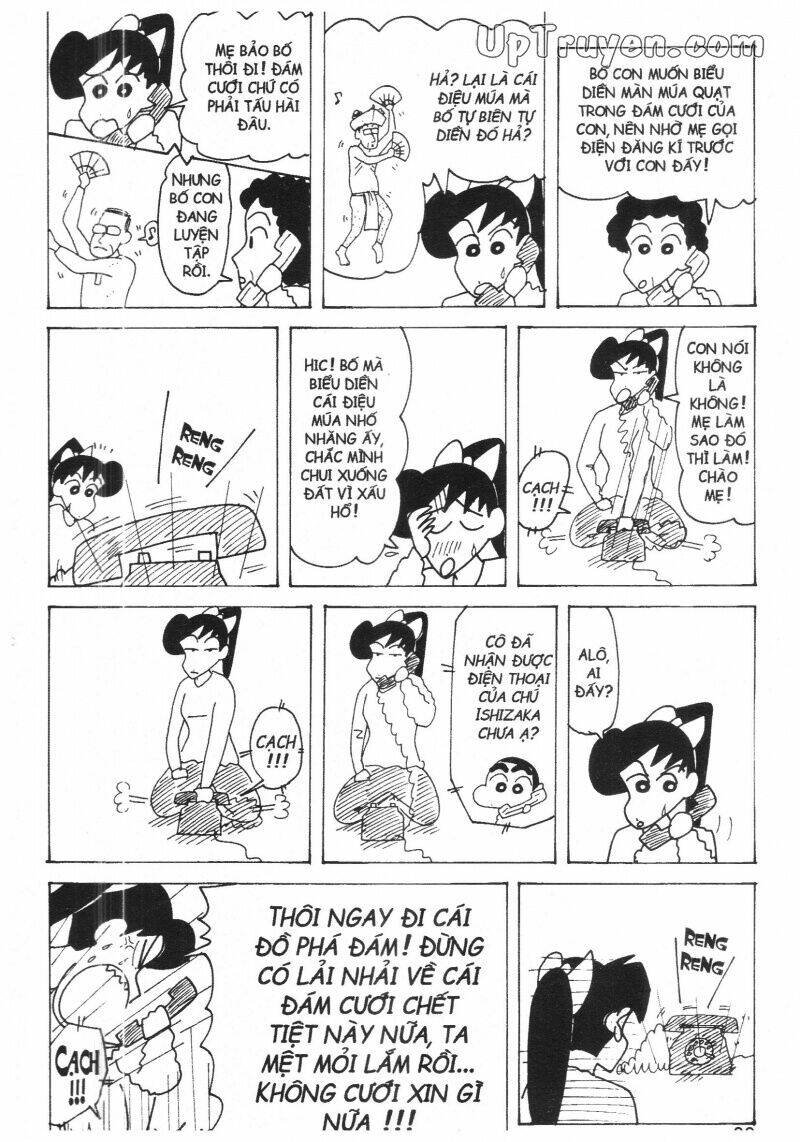 UpTruyen.com
BỐ CON MUỐN BIỂU
DIỄN MÀN MÚA QUẠT
TRONG ĐÁM CƯỚI CỦA
CON, NÊN NHỜ MẸ GỌI
ĐIỆN ĐĂNG KÍ TRƯỚC
VỚI CON ĐẤY!
HẢ? LẠI LÀ CÁI
ĐIỆU MÚA MÀ
BỐ TỰ BIÊN TỰ
DIỄN ĐÓ HẢ?
MẸ BẢO BỐ
THÔI ĐI! ĐÁM
CƯỚI CHỨ CÓ
PHẢI TẤU HÀI
ĐÂU.
NHƯNG
BỐ CON
ĐANG
LUYỆN
TẬP
RỒI.
CON NÓI
KHÔNG
LÀ
KHÔNG!
MẸ LÀM
SAO ĐÓ
THÌ LÀM!
CHÀO
MẸ!
CẠCH
!!!
HIC! BỐ MÀ
BIỂU DIỄN
CÁI ĐIỆU
MÚA NHỐ
NHĂNG ẤY,
CHẮC MÌNH
CHUI XUỐNG
ĐẤT VÌ XẤU
HỔ!
RENG
RENG
ALÔ,
AI
ĐẤY?
CÔ ĐÃ
NHẬN ĐƯỢC
ĐIỆN THOẠI
CỦA CHÚ
ISHIZAKA
CHƯA Ạ?
CẠCH
!!!
RENG
RENG
THÔI NGAY ĐI CÁI
ĐỒ PHÁ ĐÁM! ĐỪNG
CÓ LẢI NHẢI VỀ CÁI
ĐÁM CƯỚI CHẾT
TIỆT NÀY NỮA, TA
MỆT MỎI LẮM RỒI...
KHÔNG CƯỚI XIN GÌ
NỮA !!!
CẠCH
!!!